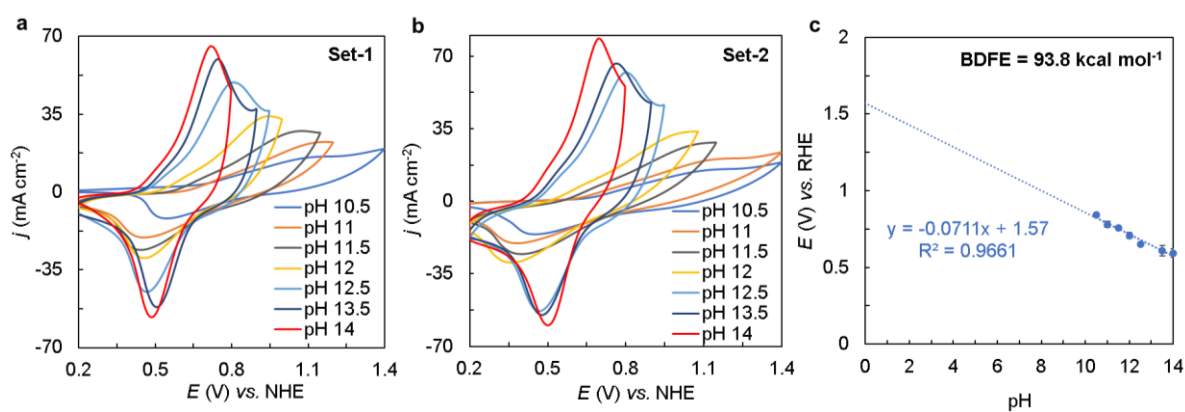 a
Set-1
j (mA cm⁻²)
70
35
0
-35
-70
0.2
0.5
0.8
1.1
1.4
E (V) vs. NHE
pH 10.5
pH 11
pH 11.5
pH 12
pH 12.5
pH 13.5
pH 14
b
Set-2
j (mA cm⁻²)
70
35
0
-35
-70
0.2
0.5
0.8
1.1
1.4
E (V) vs. NHE
pH 10.5
pH 11
pH 11.5
pH 12
pH 12.5
pH 13.5
pH 14
c
BDFE = 93.8 kcal mol⁻¹
E (V) vs. RHE
2
1.5
1
0.5
0
y = -0.0711x + 1.57
R² = 0.9661
0
2
4
6
8
10
12
14
pH